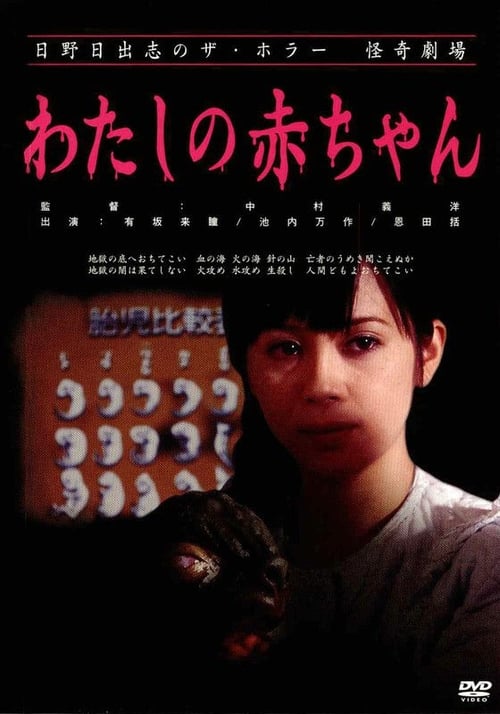 日野日出志のザ・ホラー 怪奇劇場
わたしの赤ちゃん
監督：中村義洋
出演：有坂来瞳/池内万作/恩田括
地獄の底へおちてこい 血の海 火の海 針の山 亡者のうめき聞こえぬか
地獄の闇は果てしない 火攻め 水攻め 生殺し 人間どもよおちてこい
胎児比較
DVD
VIDEO